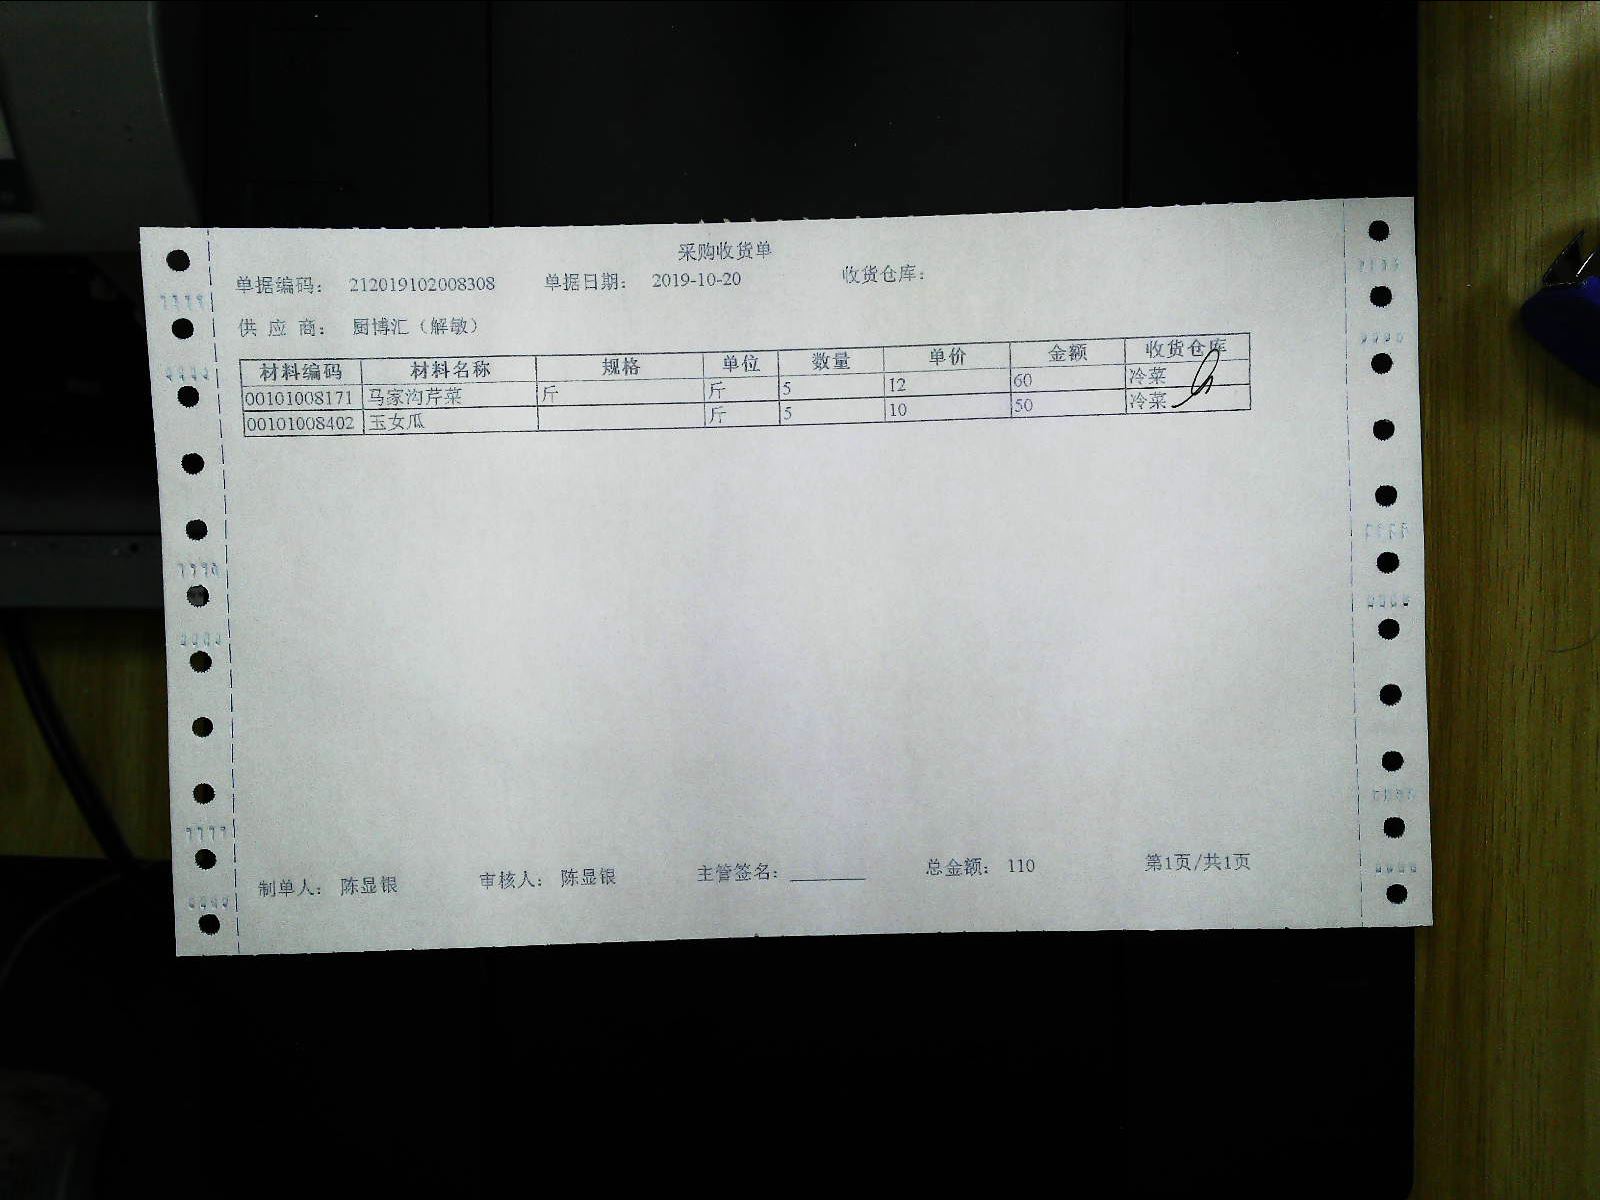 采购收货单
单据编码： 212019102008308 单据日期： 2019-10-20 收货仓库：
供 应 商： 厨博汇（解敏）
材料编码 材料名称 规格 单位 数量 单价 金额 收货仓库
00101008171 马家沟芹菜 斤 斤 5 12 60 冷菜
00101008402 玉女瓜 斤 5 10 50 冷菜
制单人： 陈显银 审核人： 陈显银 主管签名：________ 总金额： 110 第1页/共1页